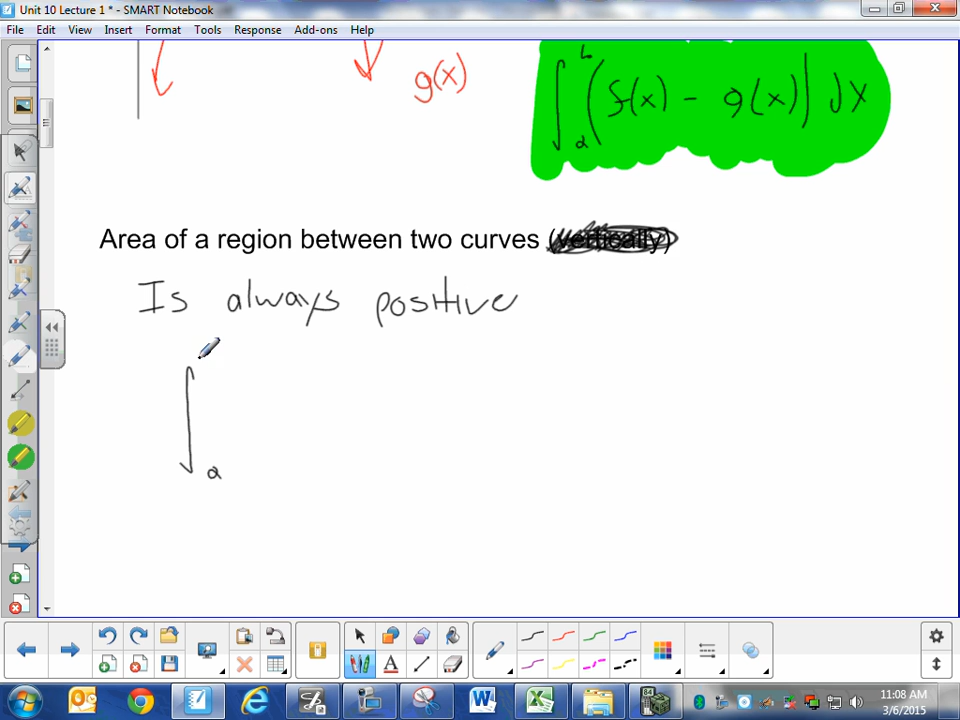 Unit 10 Lecture 1 * - SMART Notebook
File Edit View Insert Format Tools Response Add-ons Help
g(x)
∫ₐᵇ (f(x) - g(x)) dx
Area of a region between two curves (vertically)
Is always positive
∫ₐ
A
11:08 AM
3/6/2015